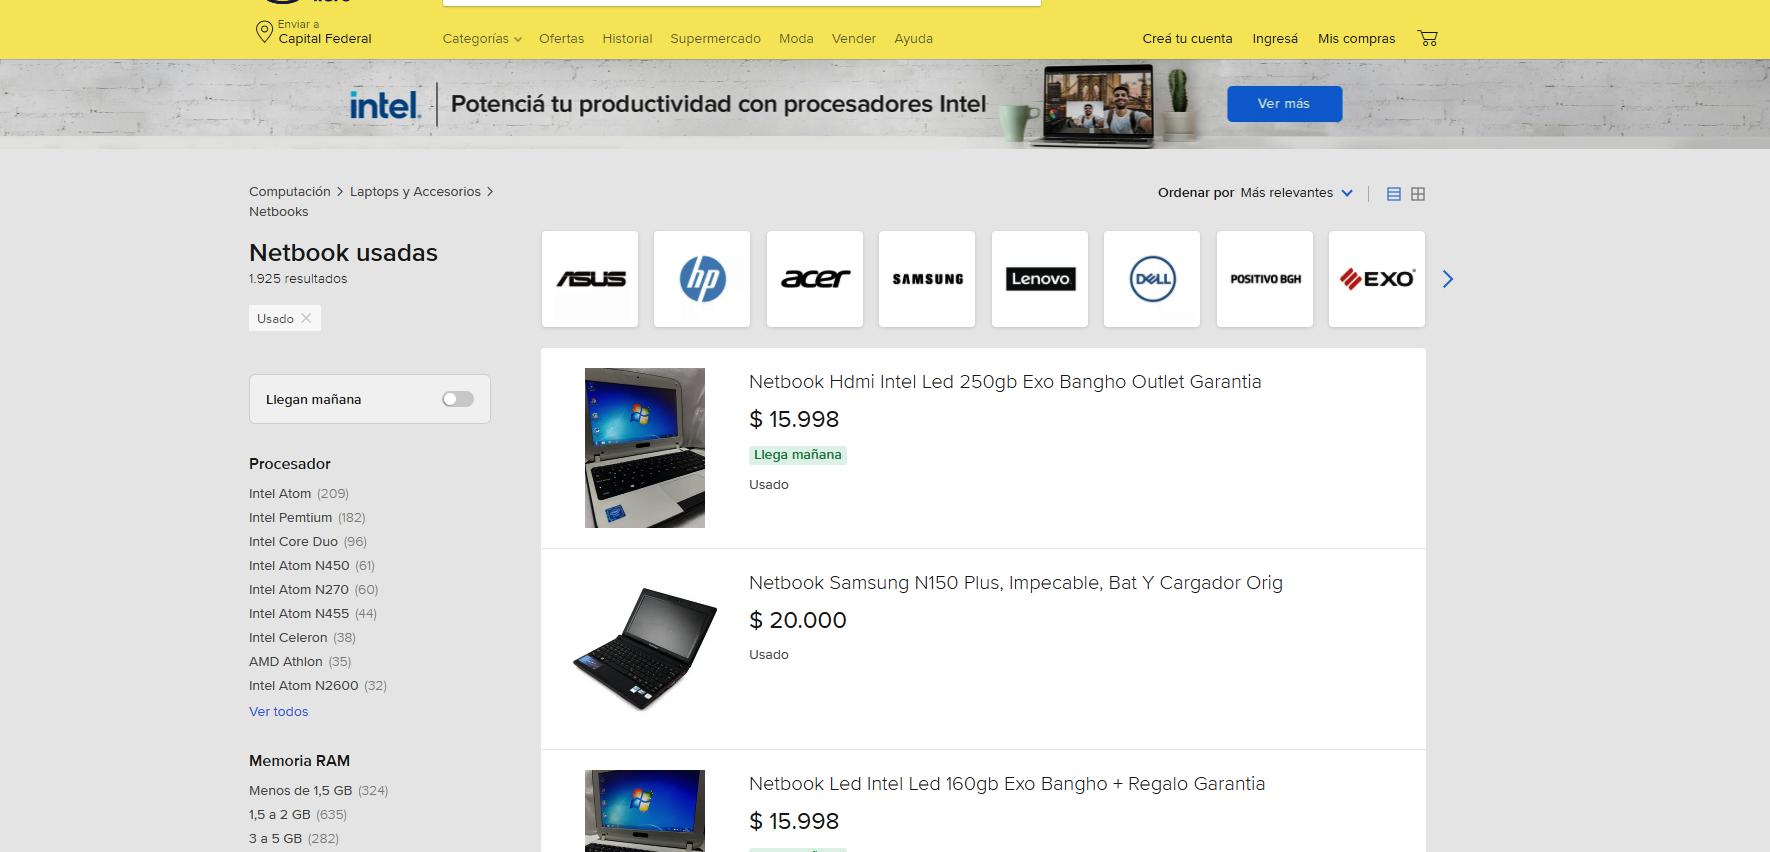 Enviar a
Capital Federal
Categorías Ofertas Historial Supermercado Moda Vender Ayuda Creá tu cuenta Ingresá Mis compras
intel. Potenciá tu productividad con procesadores Intel Ver más
Computación > Laptops y Accesorios >
Netbooks
Ordenar por Más relevantes
Netbook usadas
1.925 resultados
Usado
ASUS hp acer SAMSUNG Lenovo DELL POSITIVO BGH EXO
Llegan mañana
Procesador
Intel Atom (209)
Intel Pemtium (182)
Intel Core Duo (96)
Intel Atom N450 (61)
Intel Atom N270 (60)
Intel Atom N455 (44)
Intel Celeron (38)
AMD Athlon (35)
Intel Atom N2600 (32)
Ver todos
Memoria RAM
Menos de 1,5 GB (324)
1,5 a 2 GB (635)
3 a 5 GB (282)
Netbook Hdmi Intel Led 250gb Exo Bangho Outlet Garantia
$ 15.998
Llega mañana
Usado
Netbook Samsung N150 Plus, Impecable, Bat Y Cargador Orig
$ 20.000
Usado
Netbook Led Intel Led 160gb Exo Bangho + Regalo Garantia
$ 15.998